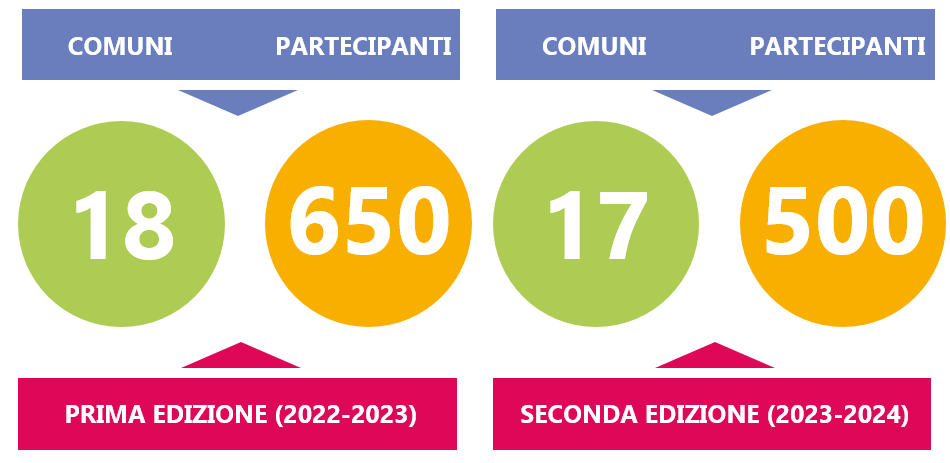 COMUNI PARTECIPANTI
18 650
PRIMA EDIZIONE (2022-2023)
COMUNI PARTECIPANTI
17 500
SECONDA EDIZIONE (2023-2024)